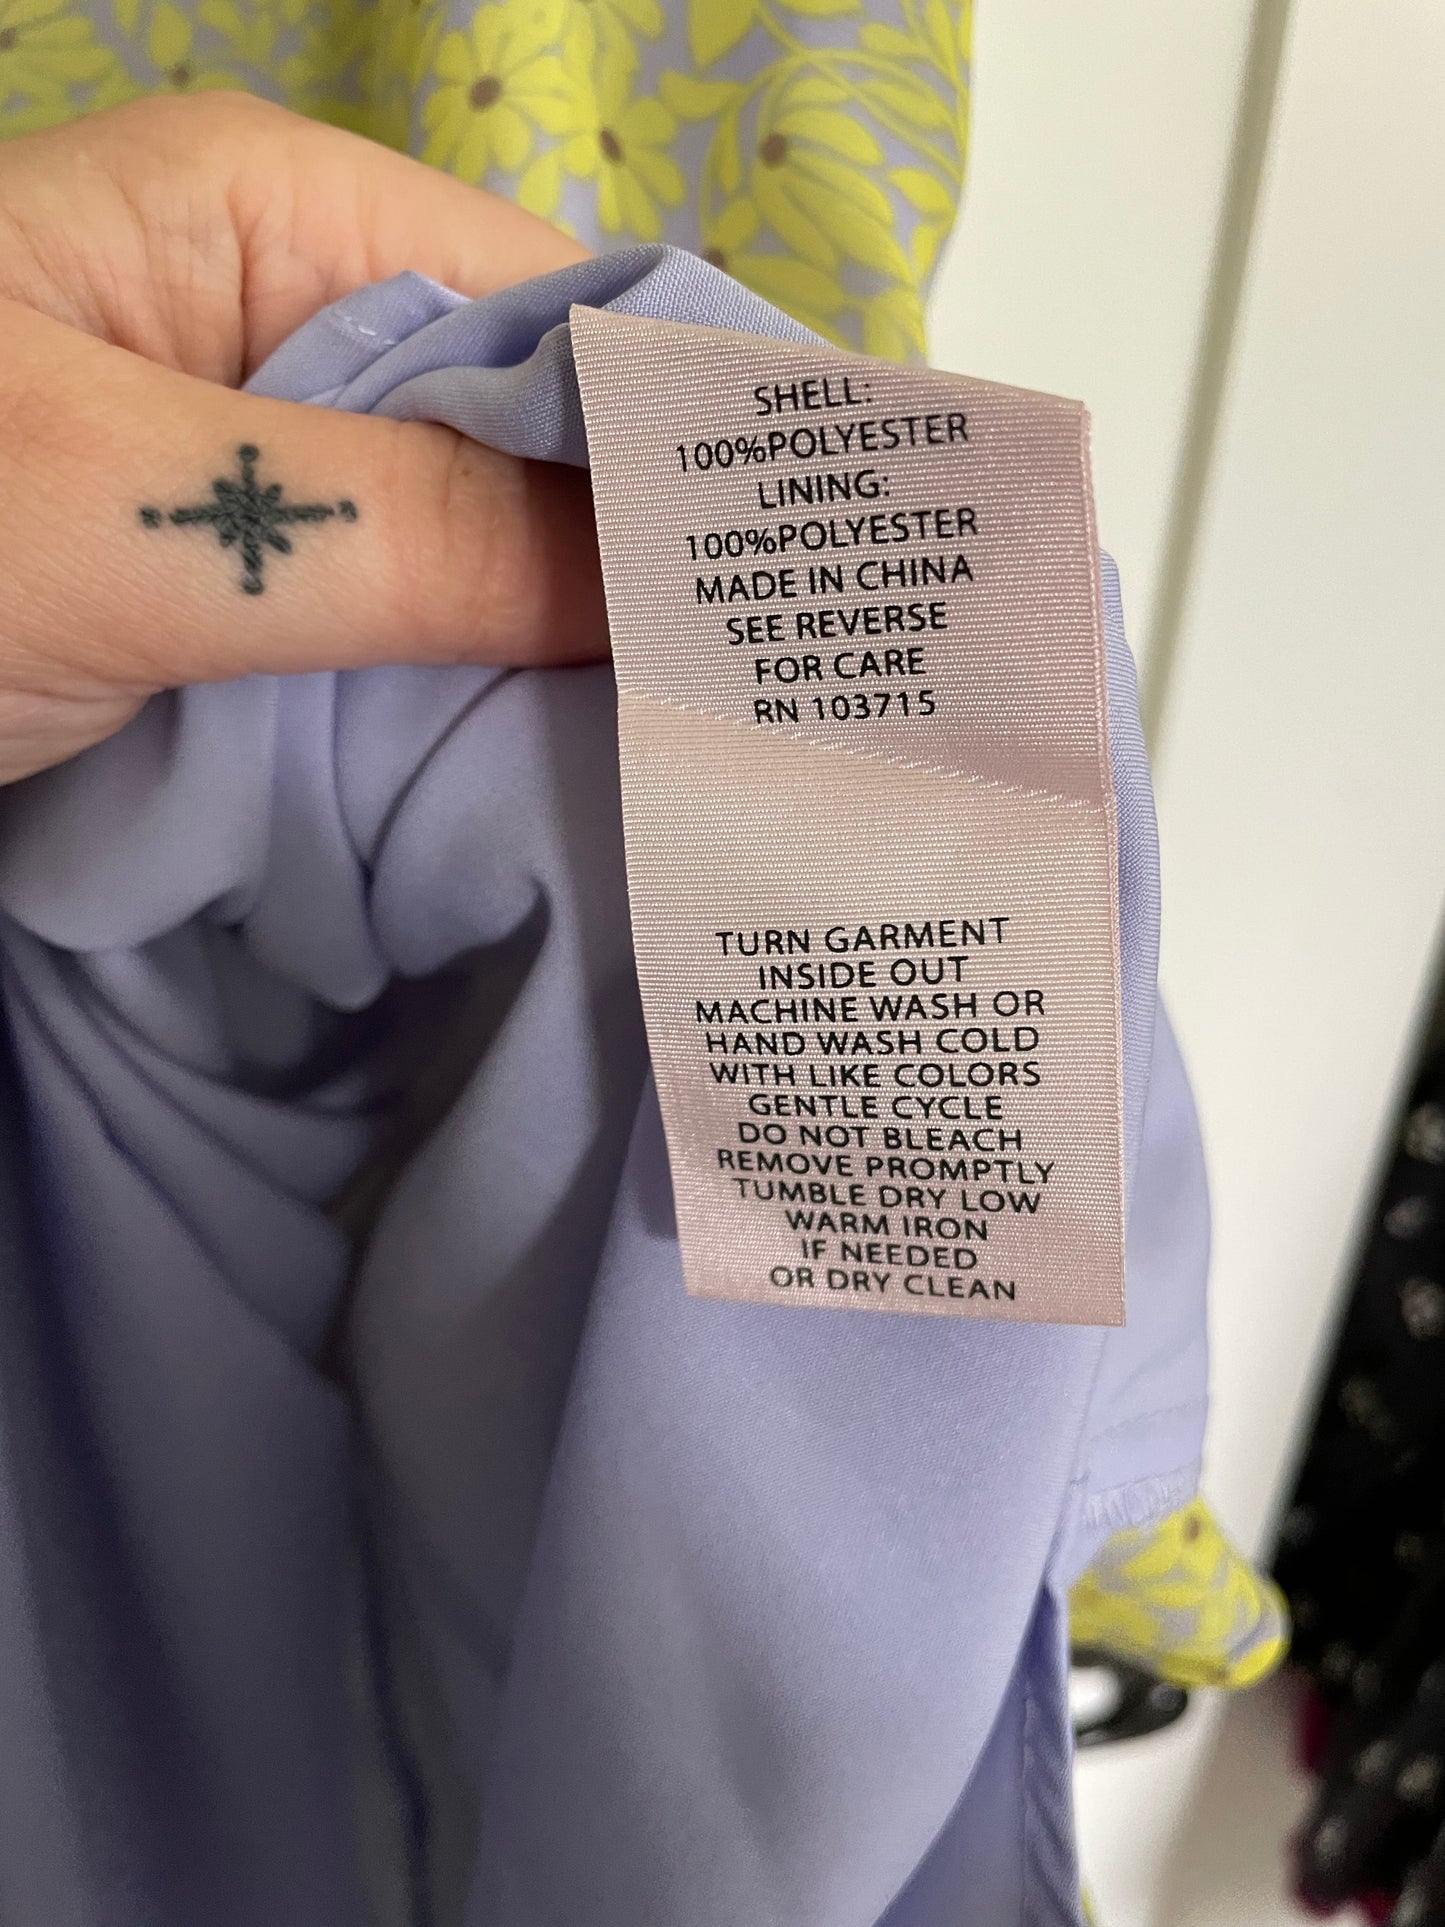 SHELL:
100%POLYESTER
LINING:
100%POLYESTER
MADE IN CHINA
SEE REVERSE
FOR CARE
RN 103715
TURN GARMENT
INSIDE OUT
MACHINE WASH OR
HAND WASH COLD
WITH LIKE COLORS
GENTLE CYCLE
DO NOT BLEACH
REMOVE PROMPTLY
TUMBLE DRY LOW
WARM IRON
IF NEEDED
OR DRY CLEAN